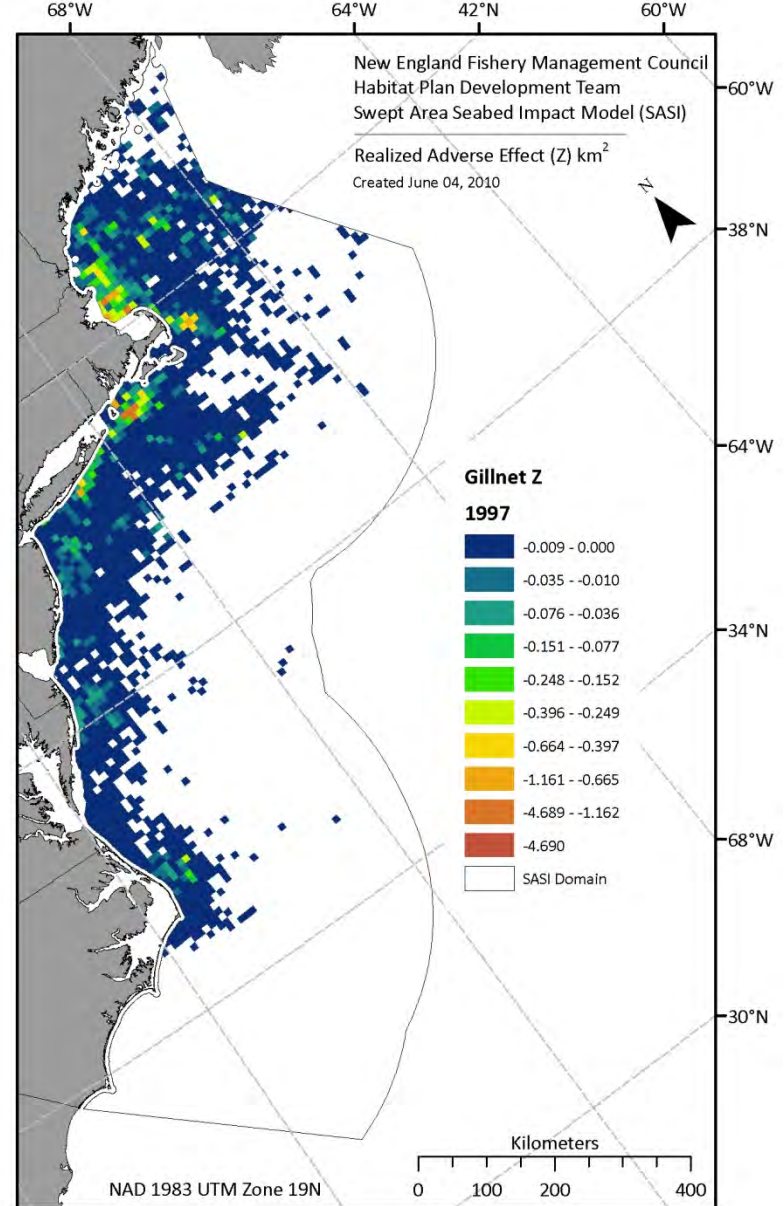 68°W 64°W 42°N 60°W
New England Fishery Management Council
Habitat Plan Development Team
Swept Area Seabed Impact Model (SASI)
Realized Adverse Effect (Z) km²
Created June 04, 2010
N
60°W
38°N
64°W
Gillnet Z
1997
-0.009 - 0.000
-0.035 - -0.010
-0.076 - -0.036
-0.151 - -0.077
-0.248 - -0.152
-0.396 - -0.249
-0.664 - -0.397
-1.161 - -0.665
-4.689 - -1.162
-4.690
SASI Domain
34°N
68°W
30°N
Kilometers
0 100 200 400
NAD 1983 UTM Zone 19N